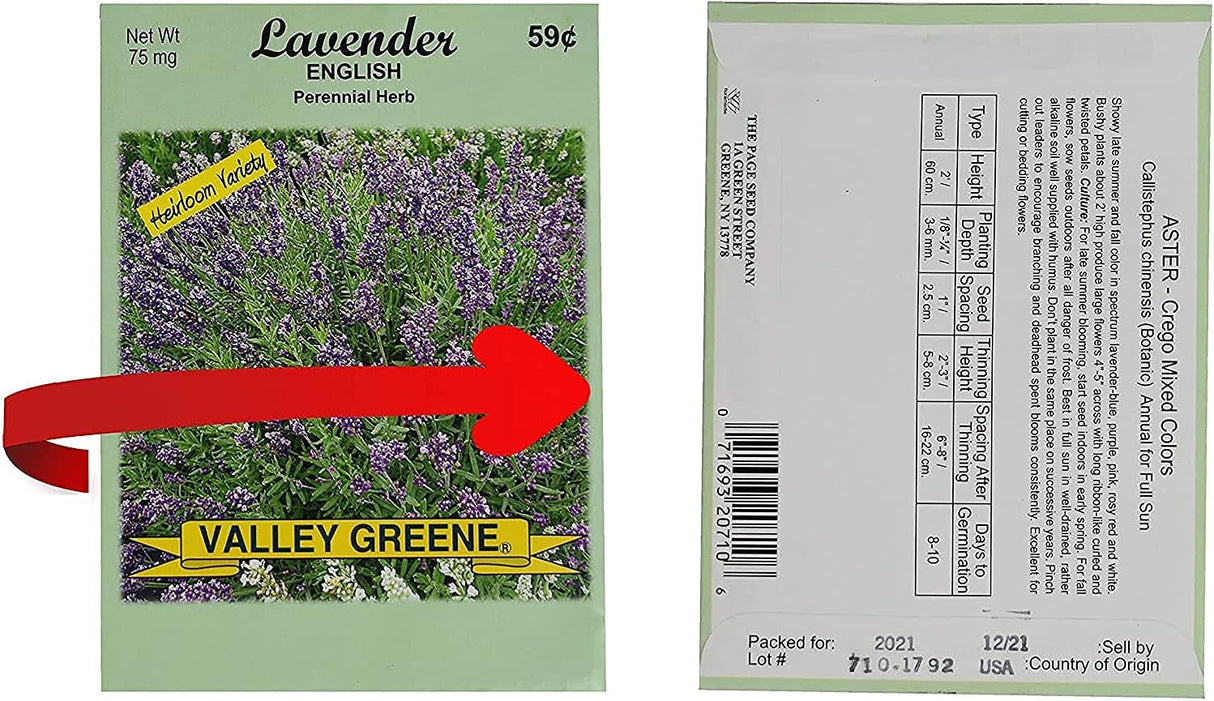 Net Wt
75 mg
Lavender
59¢
ENGLISH
Perennial Herb
Heirloom Variety
VALLEY GREENE®
ASTER - Crego Mixed Colors
Callistephus chinensis (Botanic) Annual for Full Sun
Showy late summer and fall color in spectrum lavender-blue, purple, pink, rosy red and white.
Bushy plants about 2' high produce large flowers 4"-5" across with long ribbon-like curled and
twisted petals. Culture: For late summer blooming, start seed indoors in early spring. For fall
flowers, sow seeds outdoors after all danger of frost. Best in full sun in well-drained, rather
alkaline soil well supplied with humus. Don't plant in the same place on successive years. Pinch
out leaders to encourage branching and deadhead spent blooms consistently. Excellent for
cutting or bedding flowers.
Type Height Planting Depth Seed Spacing Thinning Height Spacing After Thinning Days to Germination
Annual 2'/ 60 cm. 1/8"-¼"/ 3-6 mm. 1"/ 2.5 cm. 2"-3"/ 5-8 cm. 6"-8"/ 16-22 cm. 8-10
THE PAGE SEED COMPANY
1A GREEN STREET
GREENE, NY 13778
0 71693 20710 6
Packed for: 2021 12/21 :Sell by
Lot # 710-1792 USA :Country of Origin